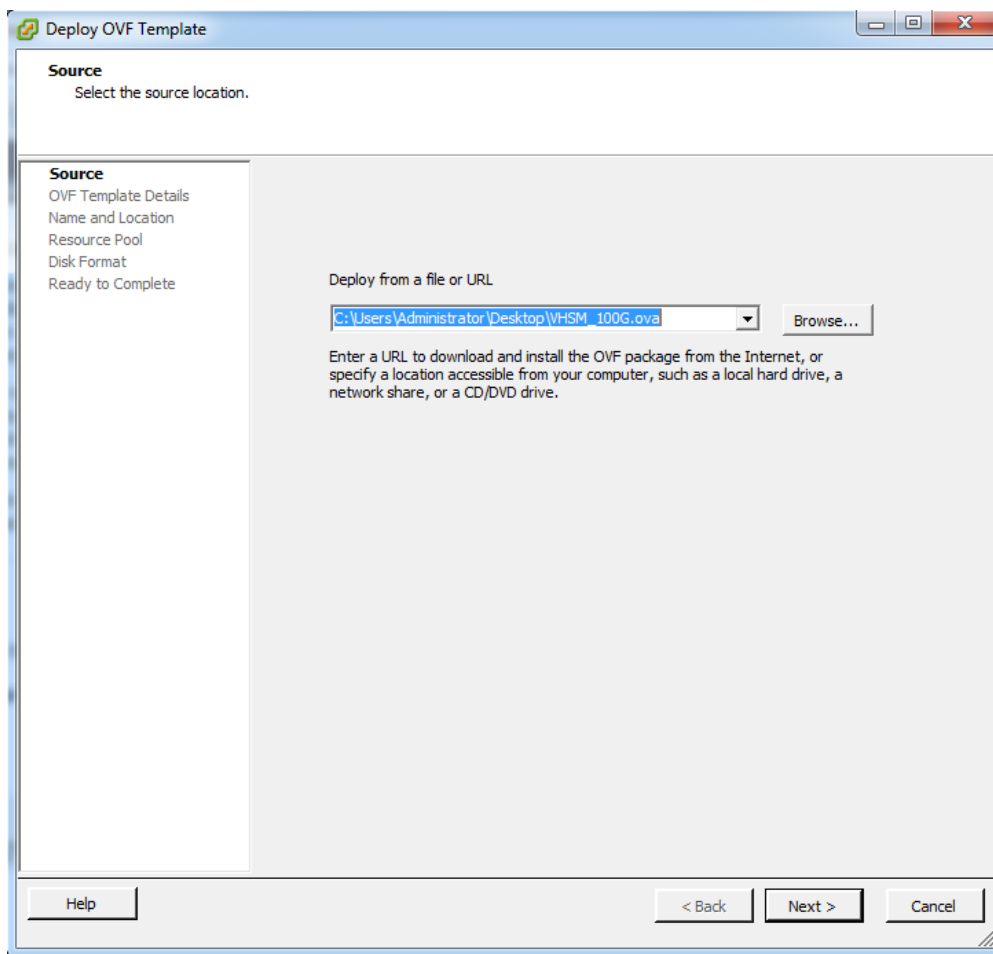 Deploy OVF Template
Source
Select the source location.
Source
OVF Template Details
Name and Location
Resource Pool
Disk Format
Ready to Complete
Deploy from a file or URL
C:\Users\Administrator\Desktop\VHSM_100G.ova
Browse...
Enter a URL to download and install the OVF package from the Internet, or
specify a location accessible from your computer, such as a local hard drive, a
network share, or a CD/DVD drive.
Help
< Back
Next >
Cancel